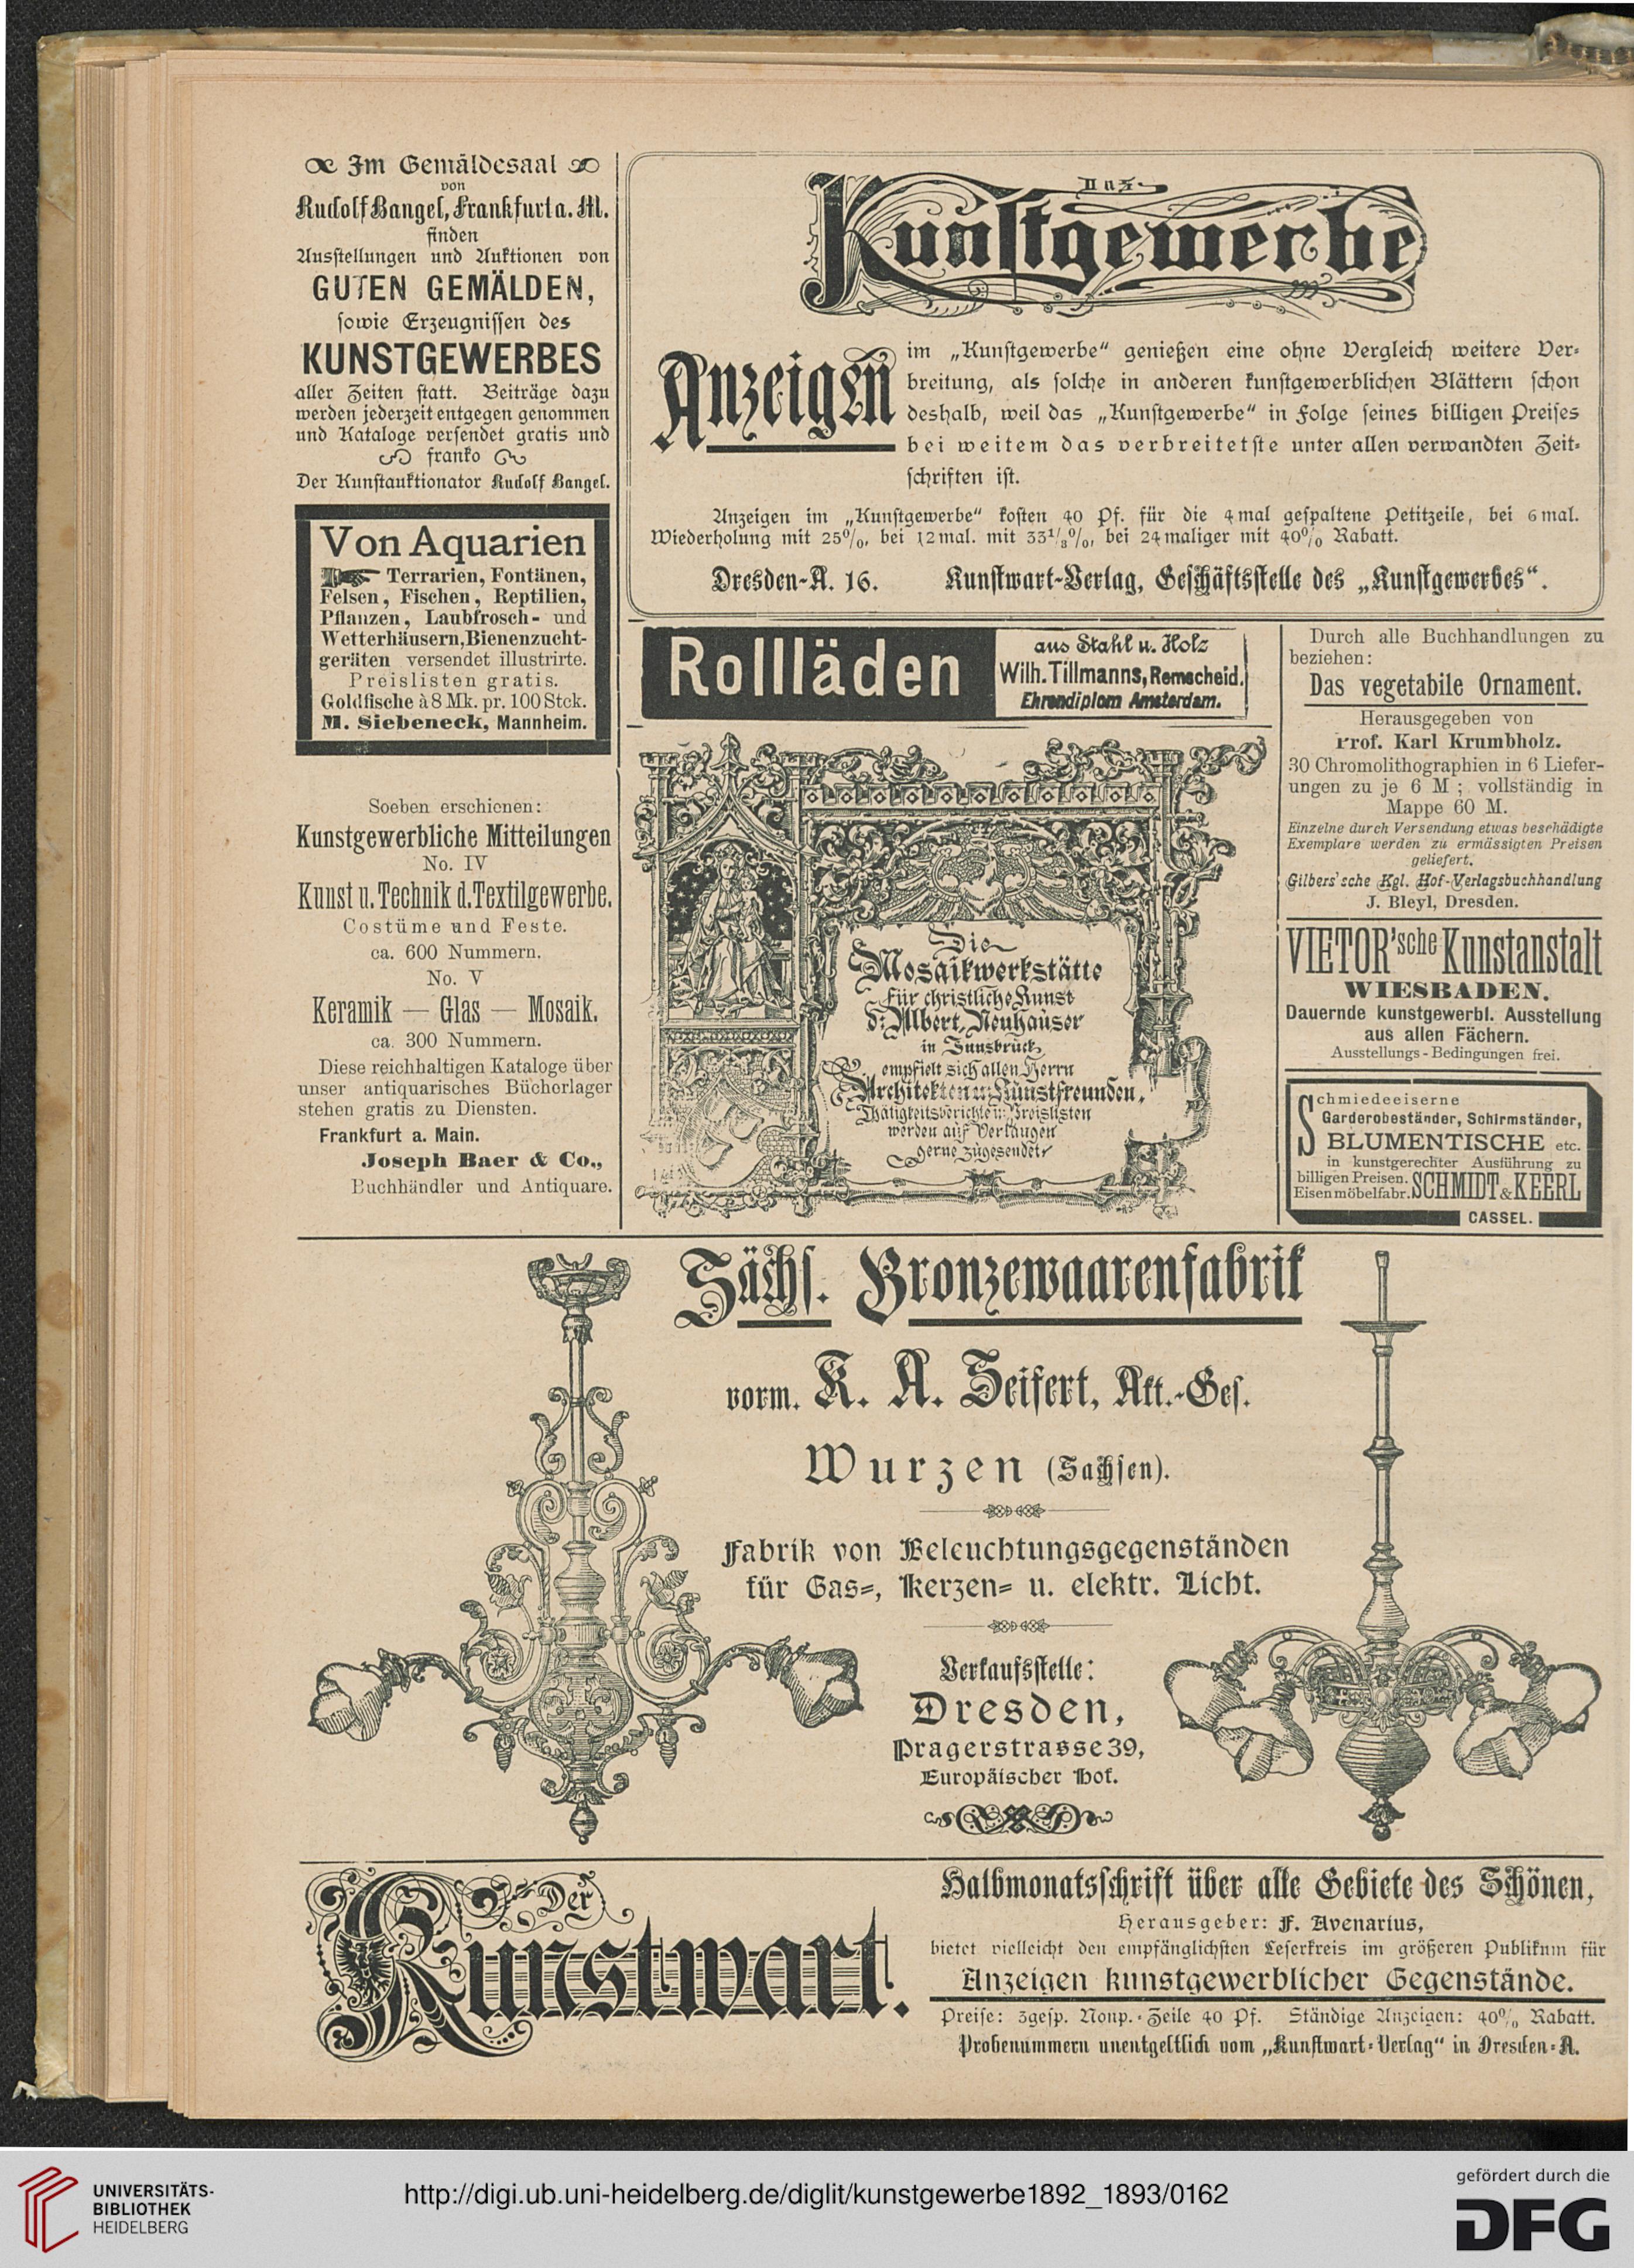 Im Gemäldesaal
von
Rudolf Bangel, Frankfurt a. M.
finden
Ausstellungen und Auktionen von
GUTEN GEMÄLDEN,
sowie Erzeugnissen des
KUNSTGEWERBES
aller Zeiten statt. Beiträge dazu
werden jederzeit entgegen genommen
und Kataloge versendet gratis und
franko
Der Kunstauktionator Rudolf Bangel.
Von Aquarien
Terrarien, Fontänen,
Felsen, Fischen, Reptilien,
Pflanzen, Laubfrosch- und
Wetterhäusern, Bienenzucht-
geräten versendet illustrirte.
Preislisten gratis.
Goldfische à 8 Mk. pr. 100 Stck.
M. Siebeneck, Mannheim.
Soeben erschienen:
Kunstgewerbliche Mitteilungen
No. IV
Kunst u. Technik d. Textilgewerbe.
Costüme und Feste.
ca. 600 Nummern.
No. V
Keramik — Glas — Mosaik.
ca. 300 Nummern.
Diese reichhaltigen Kataloge über
unser antiquarisches Bücherlager
stehen gratis zu Diensten.
Frankfurt a. Main.
Joseph Baer & Co.,
Buchhändler und Antiquare.
Das
Kunstgewerbe
Anzeigen
im „Kunstgewerbe“ genießen eine ohne Vergleich weitere Ver-
breitung, als solche in anderen kunstgewerblichen Blättern schon
deshalb, weil das „Kunstgewerbe“ in Folge seines billigen Preises
bei weitem das verbreitetste unter allen verwandten Zeit-
schriften ist.
Anzeigen im „Kunstgewerbe“ kosten 40 Pf. für die 4mal gespaltene Petitzeile, bei 6mal.
Wiederholung mit 25%, bei 12mal. mit 33⅓%, bei 24maliger mit 40% Rabatt.
Dresden-A. 16. Kunstwart-Verlag, Geschäftsstelle des „Kunstgewerbes“.
Rollläden
aus Stahl u. Holz
Wilh. Tillmanns, Remscheid.
Ehrendiplom Amsterdam.
Die
Mosaikwerkstätte
Für christliche Kunst
d. Albert Neuhauser
in Innsbruck
empfielt sich allen Herrn
Architekten u. Kunstfreunden.
Thätigkeitsberichte u. Preislisten
werden auf Verlangen
gerne zugesendet
Durch alle Buchhandlungen zu
beziehen:
Das vegetabile Ornament.
Herausgegeben von
Prof. Karl Krumbholz.
30 Chromolithographien in 6 Liefer-
ungen zu je 6 M; vollständig in
Mappe 60 M.
Einzelne durch Versendung etwas beschädigte
Exemplare werden zu ermässigten Preisen
geliefert.
Gilbers'sche Kgl. Hof-Verlagsbuchhandlung
J. Bleyl, Dresden.
VIETOR'sche Kunstanstalt
WIESBADEN.
Dauernde kunstgewerbl. Ausstellung
aus allen Fächern.
Ausstellungs-Bedingungen frei.
Schmiedeeiserne
Garderobeständer, Schirmständer,
BLUMENTISCHE etc.
in kunstgerechter Ausführung zu
billigen Preisen.
Eisenmöbelfabr. SCHMIDT & KEERL
CASSEL.
Sächs. Bronzewaarenfabrik
vorm. K. A. Seifert, Akt.-Ges.
Wurzen (Sachsen).
Fabrik von Beleuchtungsgegenständen
für Gas-, Kerzen- u. elektr. Licht.
Verkaufsstelle:
Dresden,
Pragerstrasse 39,
Europäischer Hof.
Der
Kunstwart.
Halbmonatsschrift über alle Gebiete des Schönen,
Herausgeber: F. Avenarius,
bietet vielleicht den empfänglichsten Leserkreis im größeren Publikum für
Anzeigen kunstgewerblicher Gegenstände.
Preise: 3gesp. Nonp.-Zeile 40 Pf. Ständige Anzeigen: 40% Rabatt.
Probenummern unentgeltlich vom „Kunstwart-Verlag“ in Dresden-A.
UNIVERSITÄTS-
BIBLIOTHEK
HEIDELBERG
http://digi.ub.uni-heidelberg.de/diglit/kunstgewerbe1892_1893/0162
gefördert durch die
DFG